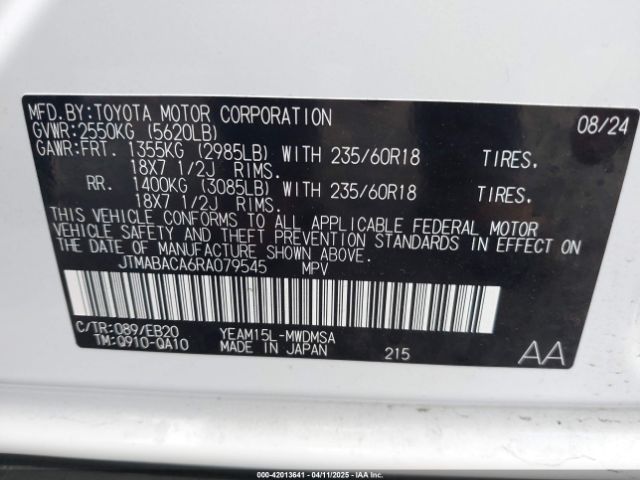 MFD.BY:TOYOTA MOTOR CORPORATION 08/24
GVWR:2550KG (5620LB)
GAWR:FRT. 1355KG (2985LB) WITH 235/60R18 TIRES,
18X7 1/2J RIMS.
RR. 1400KG (3085LB) WITH 235/60R18 TIRES,
18X7 1/2J RIMS.
THIS VEHICLE CONFORMS TO ALL APPLICABLE FEDERAL MOTOR
VEHICLE SAFETY AND THEFT PREVENTION STANDARDS IN EFFECT
ON THE DATE OF MANUFACTURE SHOWN ABOVE.
JTMABACA6RA079545 MPV
C/TR:089/EB20 YEAM15L-MWDMSA
TM:Q910-QA10 MADE IN JAPAN 215 AA
000-42013641 - 04/11/2025 - IAAI Inc.